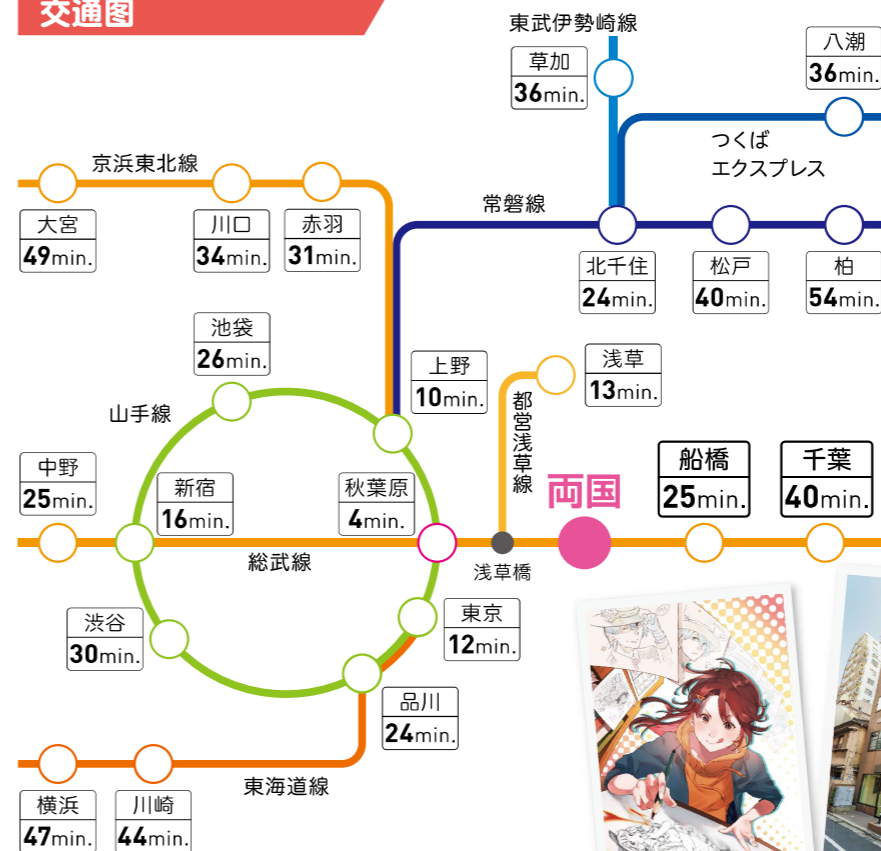 交通图
東武伊勢崎線
草加
36min.
八潮
36min.
つくば
エクスプレス
京浜東北線
大宮
49min.
川口
34min.
赤羽
31min.
常磐線
北千住
24min.
松戸
40min.
柏
54min.
池袋
26min.
上野
10min.
浅草
13min.
都営浅草線
山手線
中野
25min.
新宿
16min.
秋葉原
4min.
両国
船橋
25min.
千葉
40min.
総武線
浅草橋
渋谷
30min.
東京
12min.
品川
24min.
東海道線
横浜
47min.
川崎
44min.